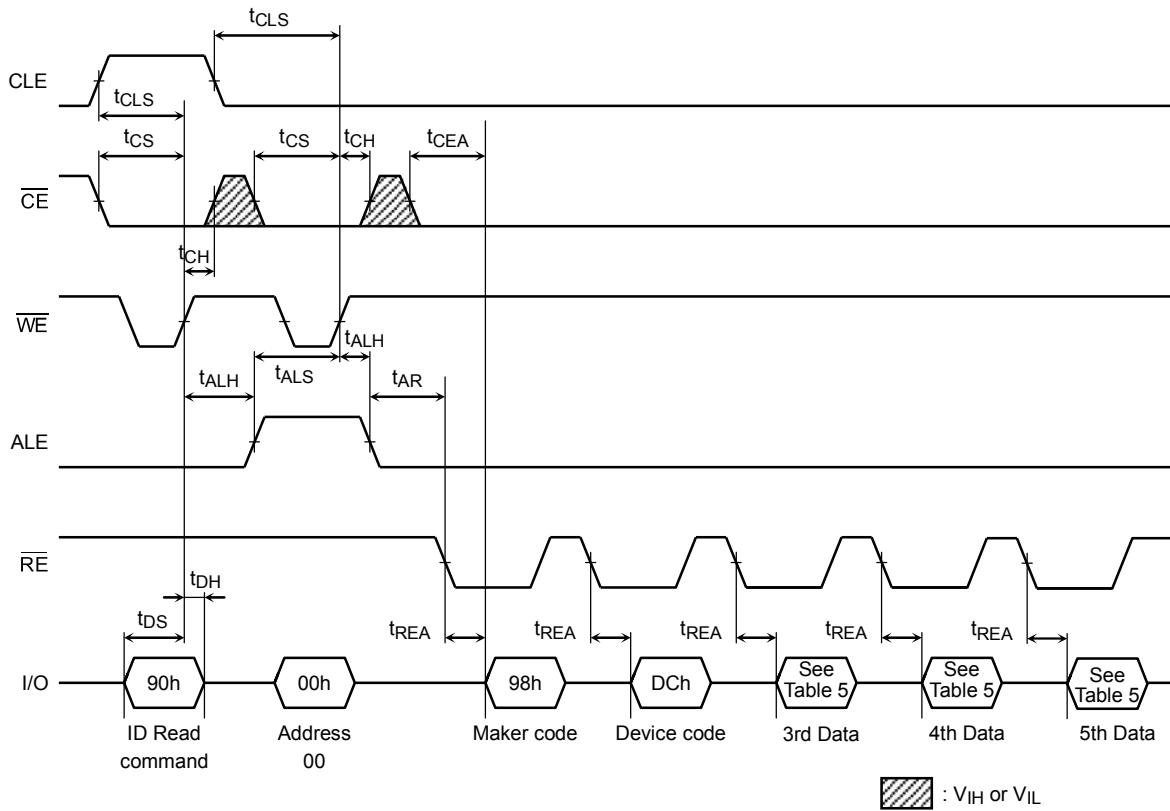 tCLS
CLE
tCLS
tCS tCS tCH tCEA
CE
tCH
WE
tALH
tALH tALS tAR
ALE
RE
tDH
tDS tREA tREA tREA tREA tREA
I/O 90h 00h 98h DCh See Table 5 See Table 5 See Table 5
ID Read command Address 00 Maker code Device code 3rd Data 4th Data 5th Data
: VIH or VIL